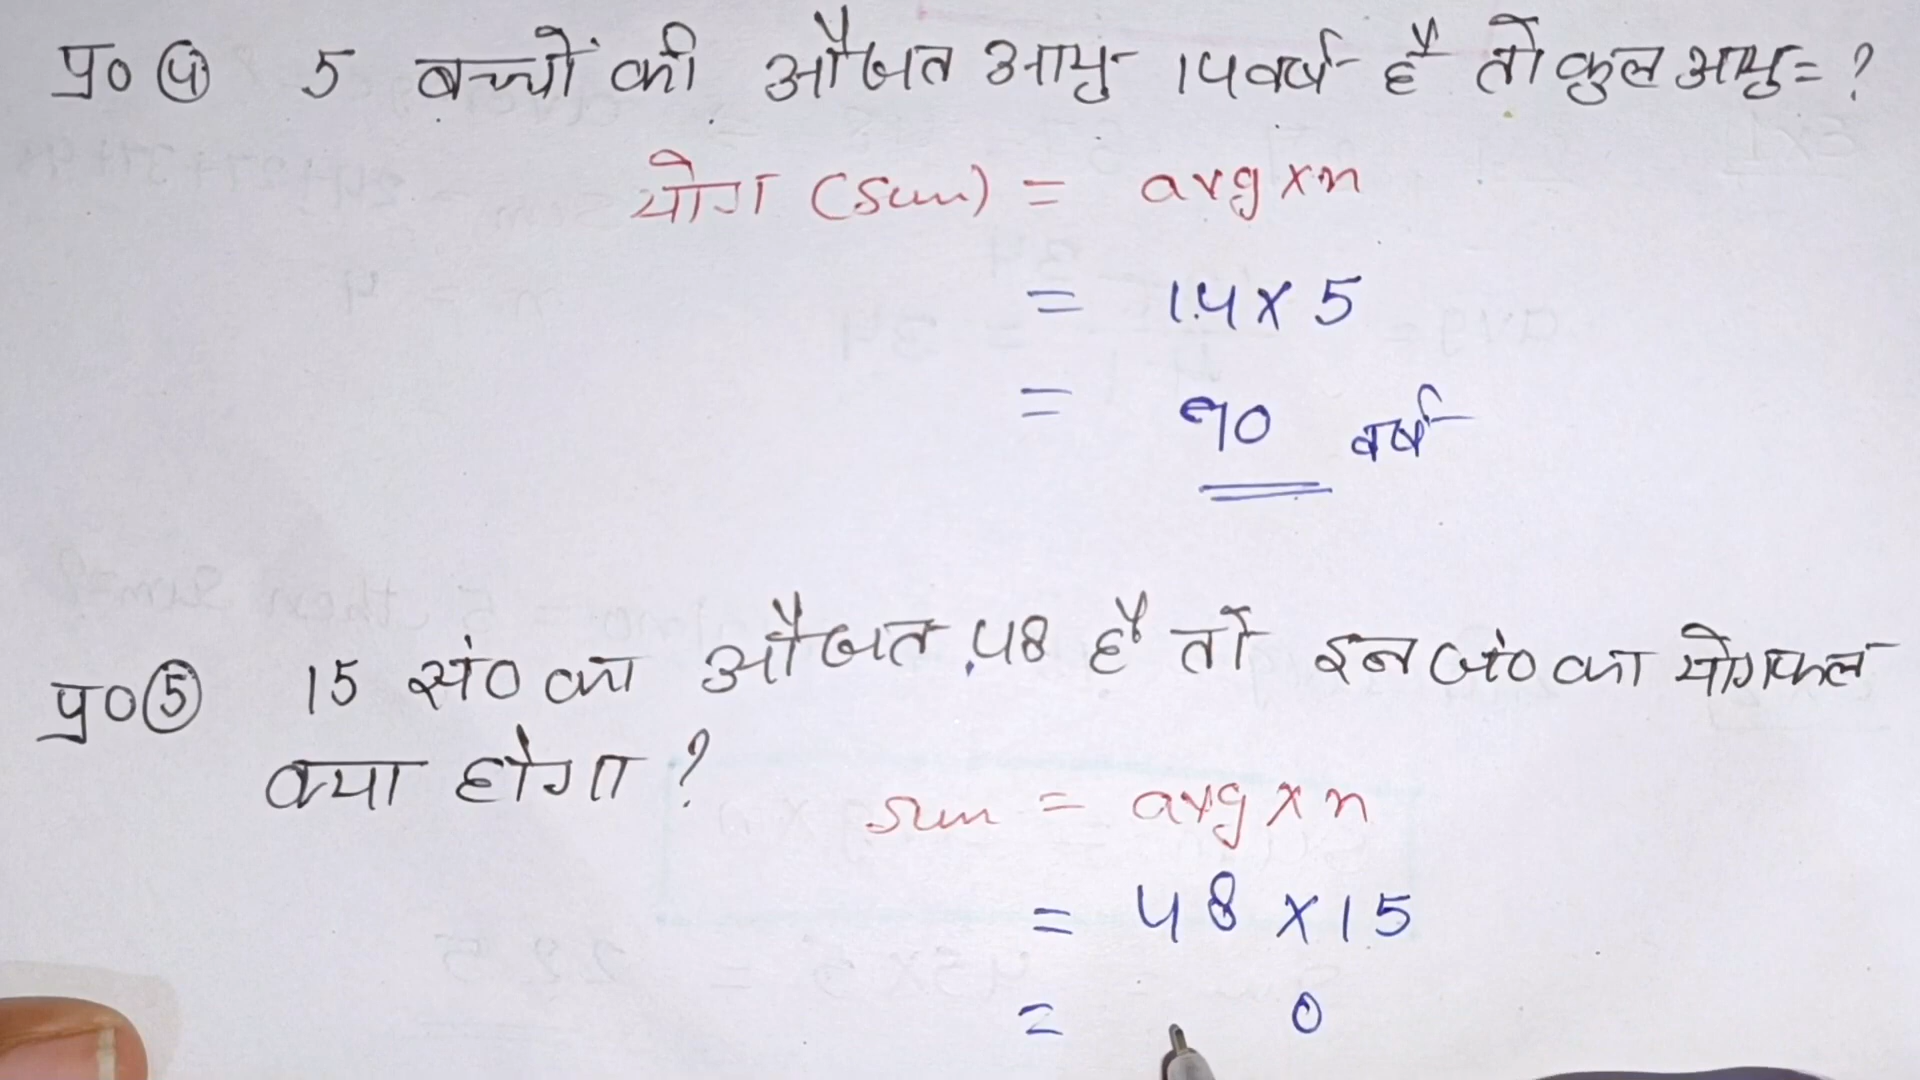 प्र० ④ 5 बच्चों की औसत आयु 14 वर्ष है तो कुल आयु = ?
योग (sum) = avg x n
= 14 x 5
= 70 वर्ष
प्र० ⑤ 15 सं० का औसत 48 है तो इन सं० का योगफल
क्या होगा ?
sum = avg x n
= 48 x 15
= 0